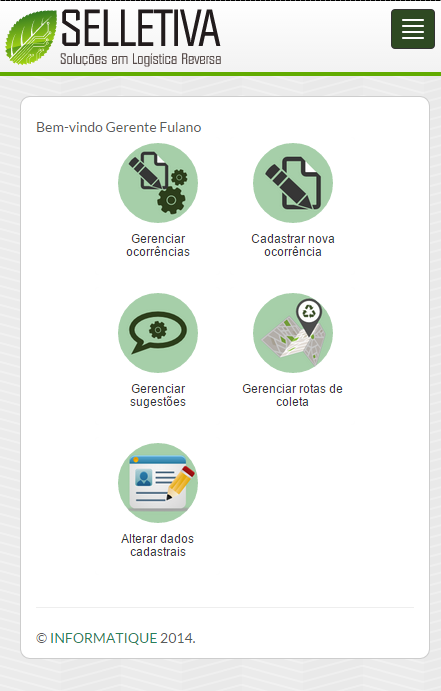 SELLETIVA
Soluções em Logística Reversa
Bem-vindo Gerente Fulano
Gerenciar
ocorrências
Cadastrar nova
ocorrência
Gerenciar
sugestões
Gerenciar rotas de
coleta
Alterar dados
cadastrais
© INFORMATIQUE 2014.